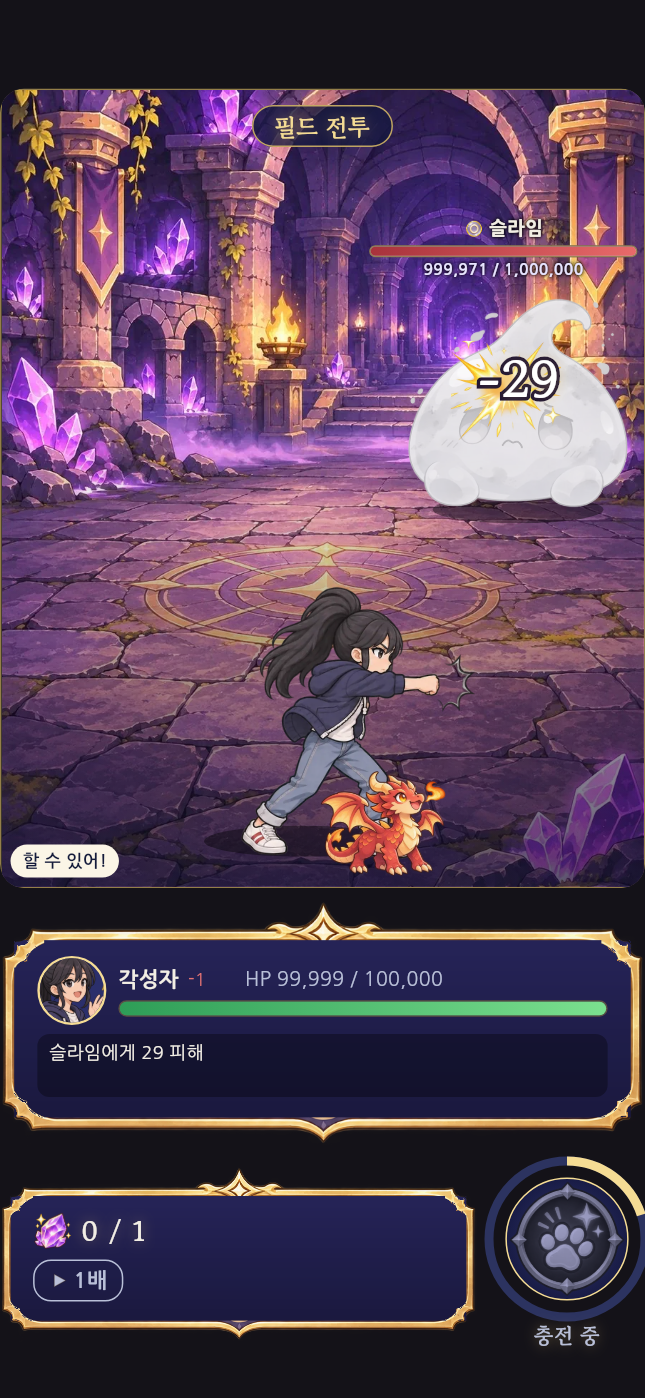 필드 전투
슬라임
999,971 / 1,000,000
-29
할 수 있어!
각성자 -1 HP 99,999 / 100,000
슬라임에게 29 피해
0 / 1
▶ 1배
충전 중